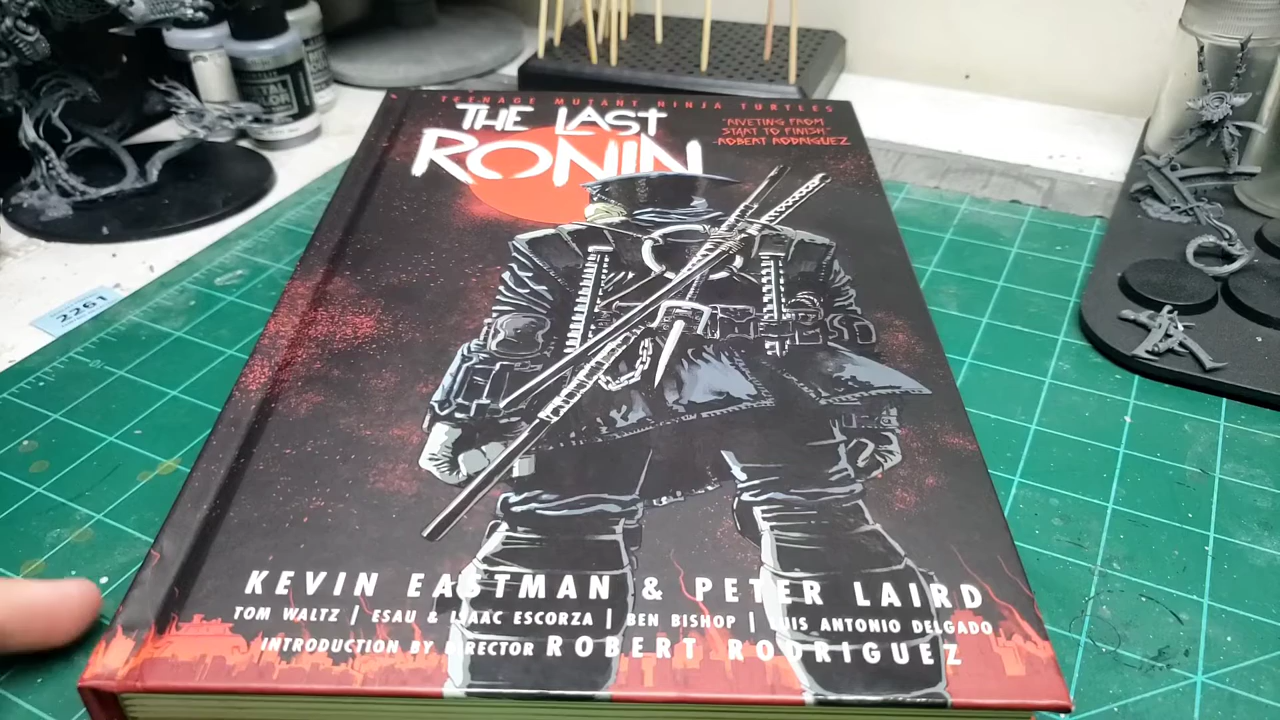 TEENAGE MUTANT NINJA TURTLES
THE LAST
RONIN
"RIVETING FROM
START TO FINISH."
-ROBERT RODRIGUEZ
2261
KEVIN EASTMAN & PETER LAIRD
TOM WALTZ | ESAU & ISAAC ESCORZA | BEN BISHOP | LUIS ANTONIO DELGADO
INTRODUCTION BY DIRECTOR ROBERT RODRIGUEZ